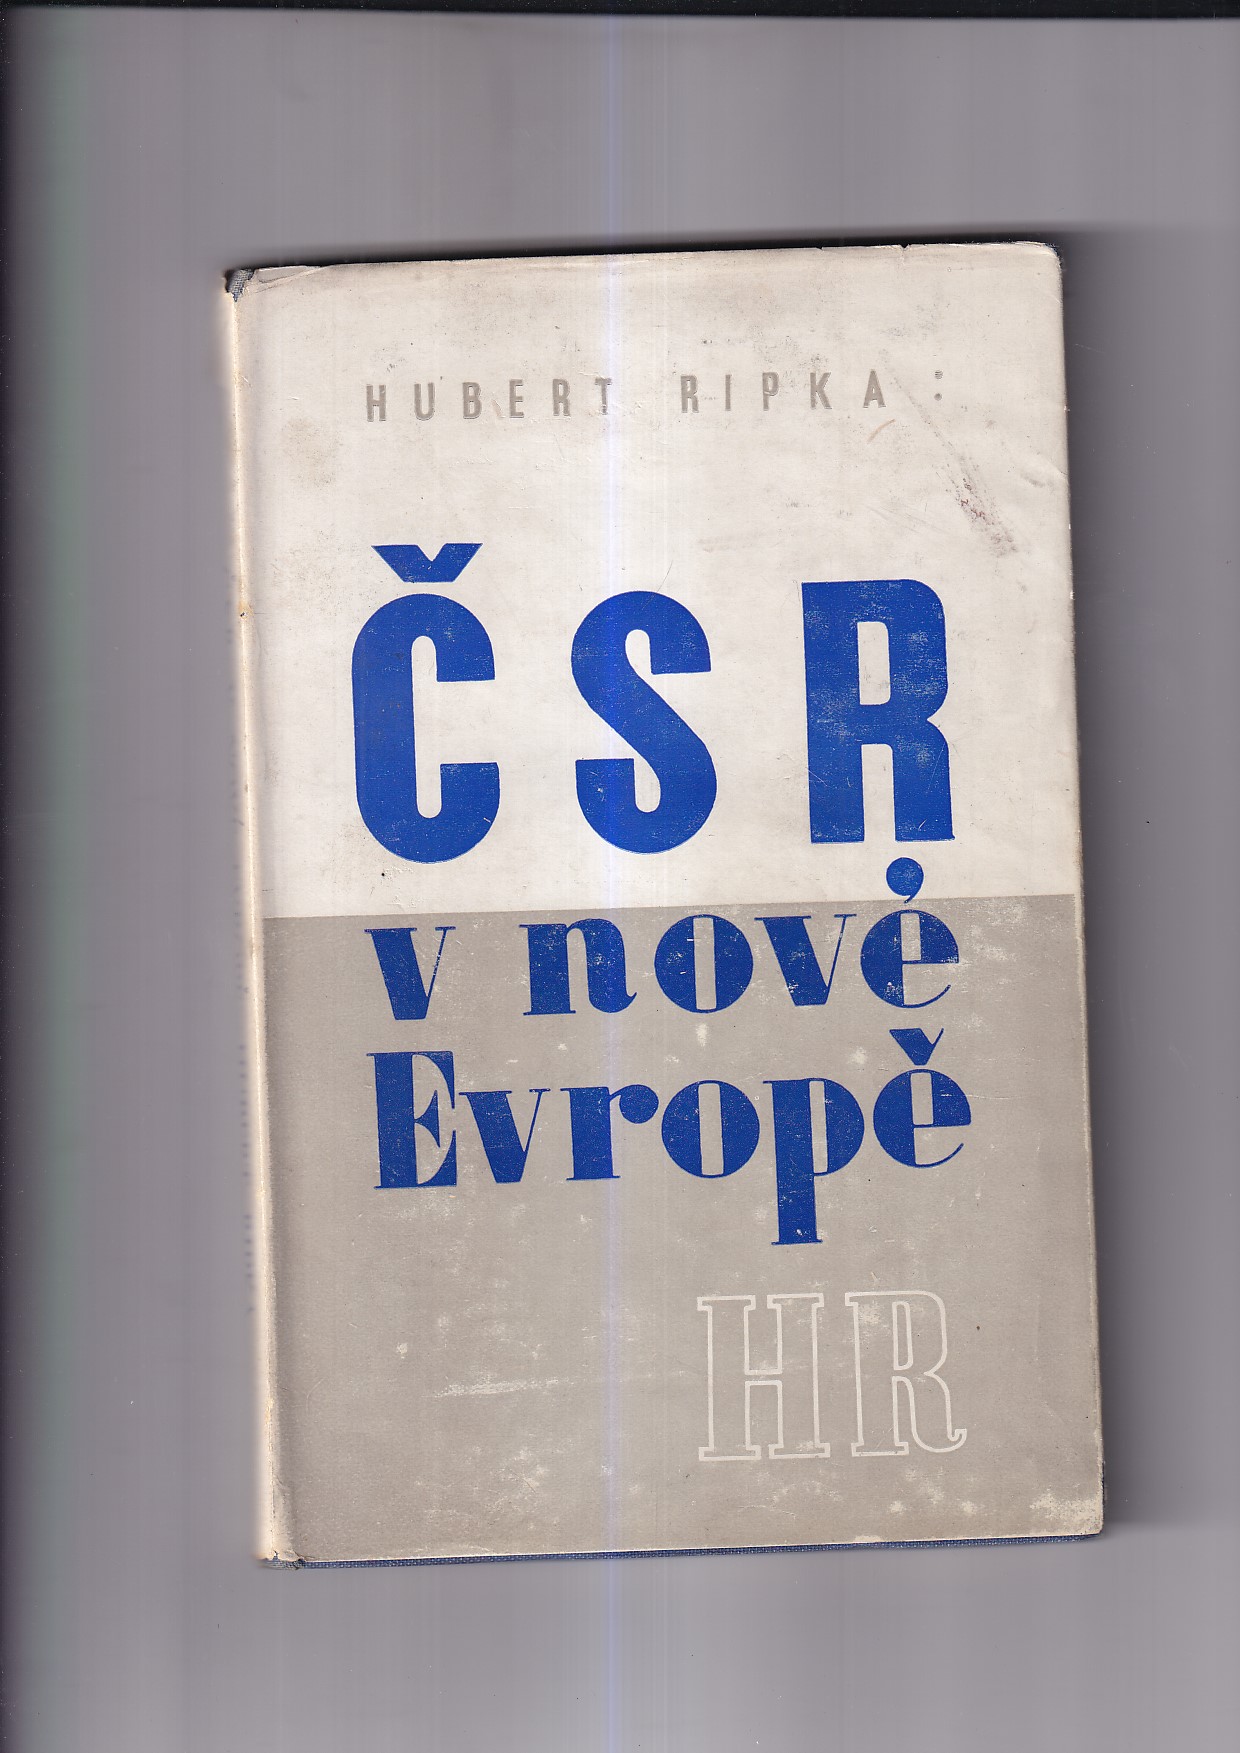 HUBERT RIPKA:
ČSR
v nové
Evropě
HR